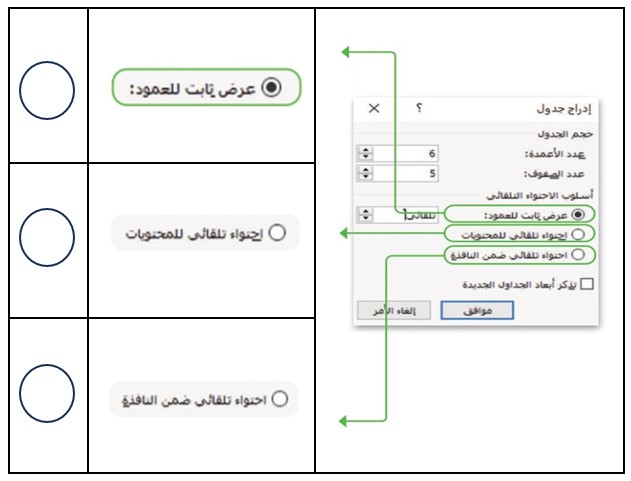 إدراج جدول ؟
حجم الجدول
عدد الأعمدة: 6
عدد الصفوف: 5
أسلوب الاحتواء التلقائي
عرض ثابت للعمود: تلقائي
احتواء تلقائي للمحتويات
احتواء تلقائي ضمن النافذة
تذكر أبعاد الجداول الجديدة
موافق إلغاء الأمر
عرض ثابت للعمود:
احتواء تلقائي للمحتويات
احتواء تلقائي ضمن النافذة